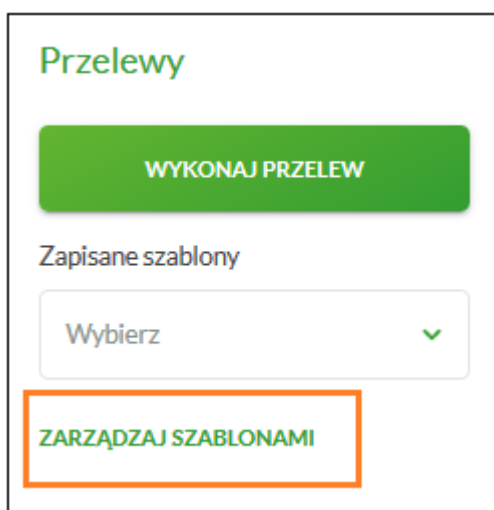 Przelewy
WYKONAJ PRZELEW
Zapisane szablony
Wybierz
ZARZĄDZAJ SZABLONAMI